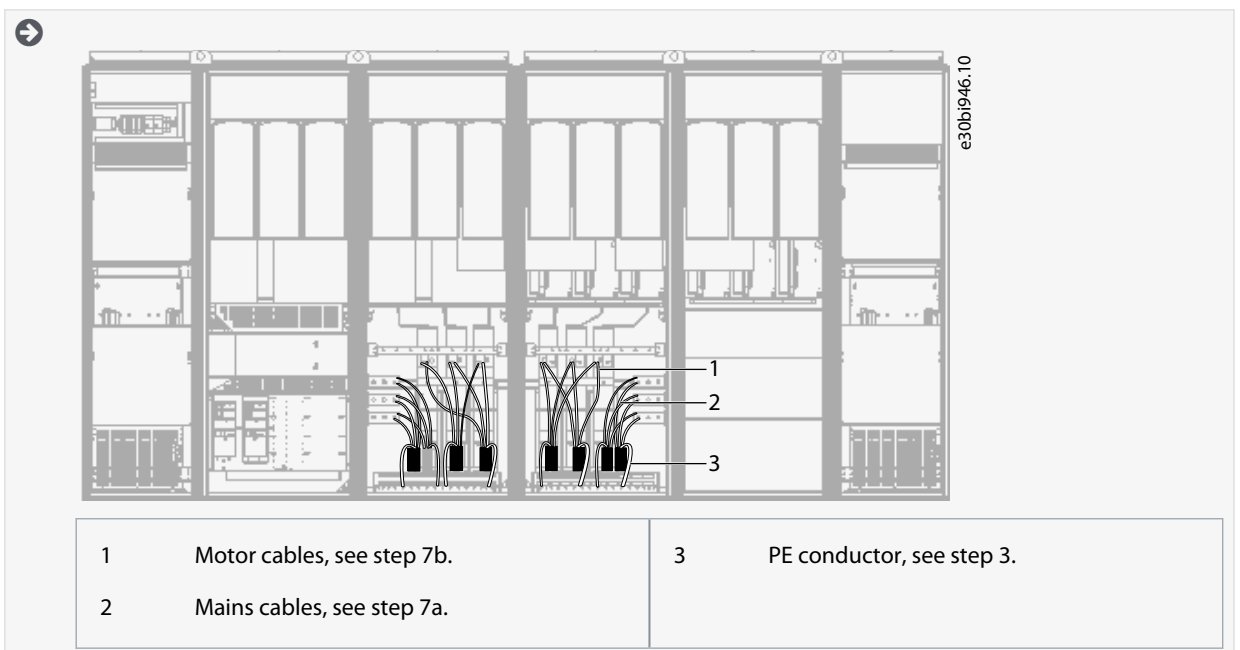 e30bi946.10
1
2
3
1 Motor cables, see step 7b.
2 Mains cables, see step 7a.
3 PE conductor, see step 3.